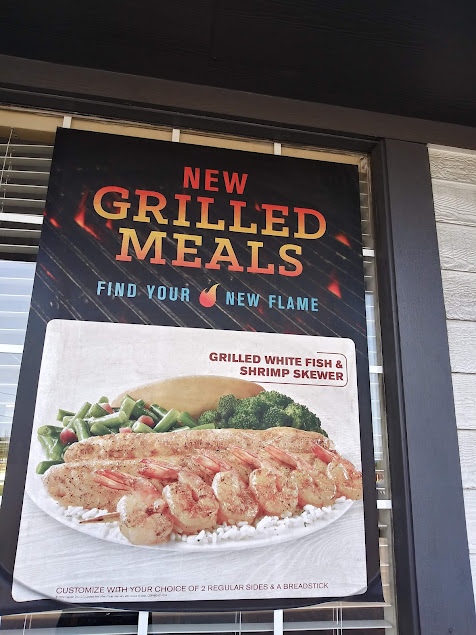 NEW
GRILLED
MEALS
FIND YOUR NEW FLAME
GRILLED WHITE FISH &
SHRIMP SKEWER
CUSTOMIZE WITH YOUR CHOICE OF 2 REGULAR SIDES & A BREADSTICK